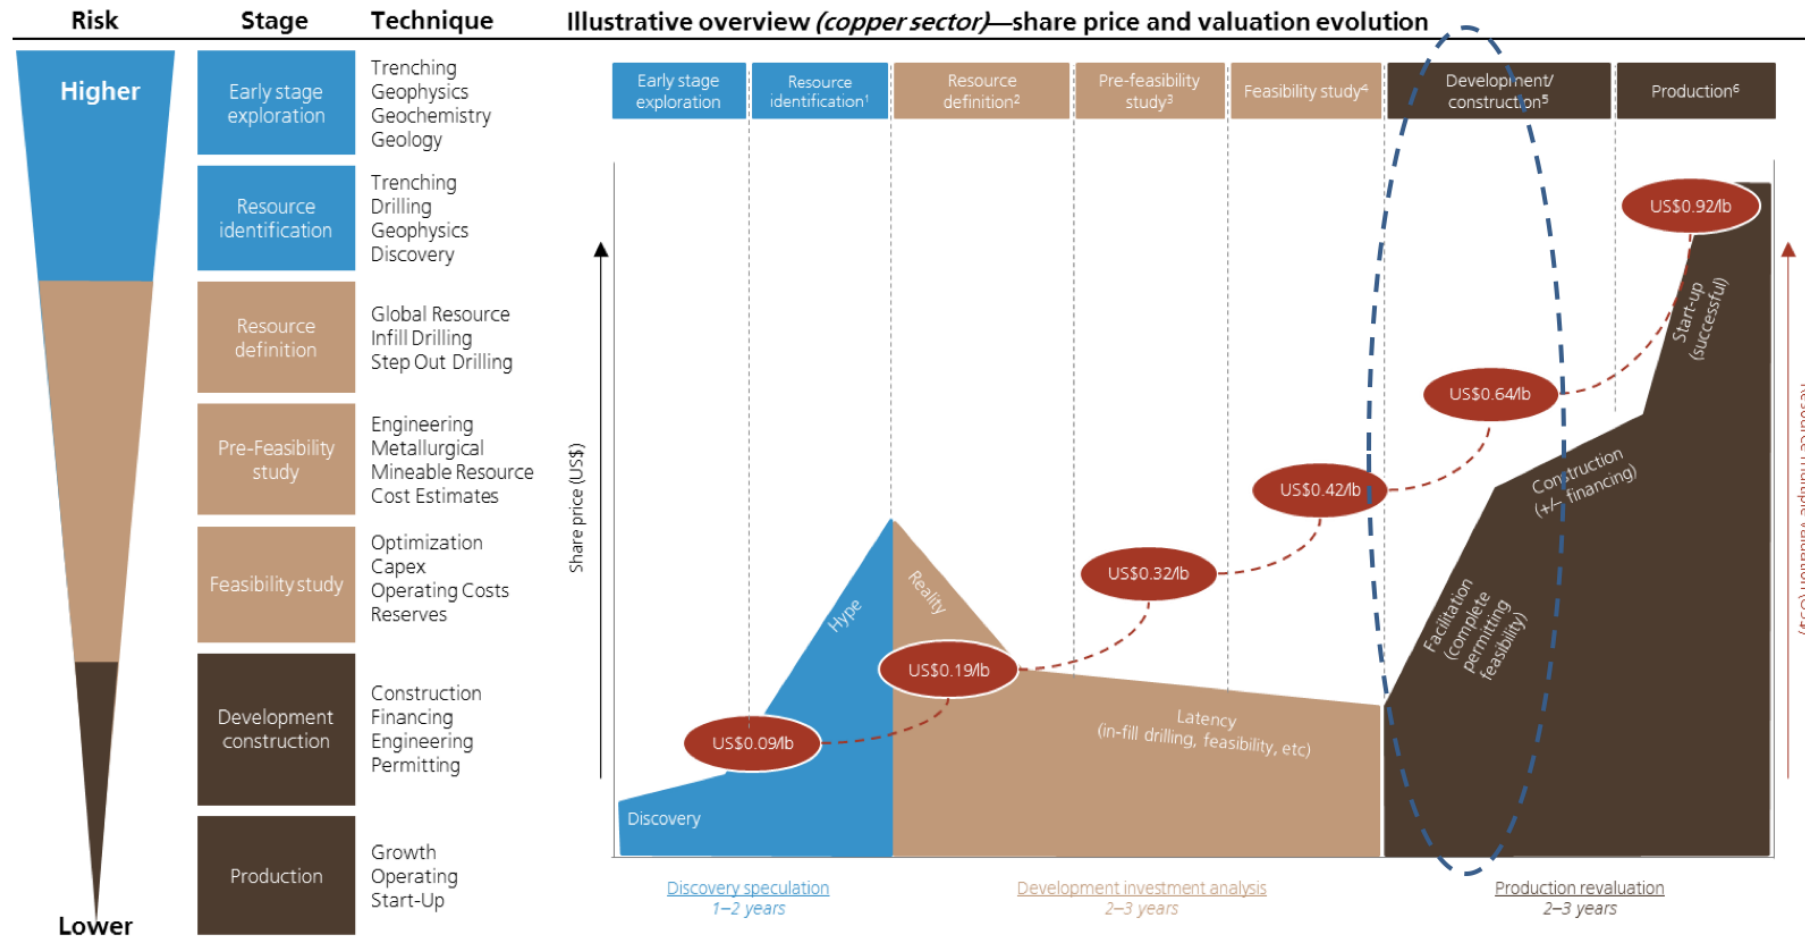 Risk
Stage
Technique
Illustrative overview (copper sector)—share price and valuation evolution
Higher
Lower
Early stage
exploration
Trenching
Geophysics
Geochemistry
Geology
Resource
identification
Trenching
Drilling
Geophysics
Discovery
Resource
definition
Global Resource
Infill Drilling
Step Out Drilling
Pre-Feasibility
study
Engineering
Metallurgical
Mineable Resource
Cost Estimates
Feasibility study
Optimization
Capex
Operating Costs
Reserves
Development
construction
Construction
Financing
Engineering
Permitting
Production
Growth
Operating
Start-Up
Early stage
exploration
Resource
identification¹
Resource
definition²
Pre-feasibility
study³
Feasibility study⁴
Development/
construction⁵
Production⁶
Share price (US$)
Discovery
Hype
Reality
Latency
(in-fill drilling, feasibility, etc)
Facilitation
(complete
permitting
feasibility)
Construction
(+/– financing)
Start-up
(successful)
US$0.09/lb
US$0.19/lb
US$0.32/lb
US$0.42/lb
US$0.64/lb
US$0.92/lb
Discovery speculation
1–2 years
Development investment analysis
2–3 years
Production revaluation
2–3 years